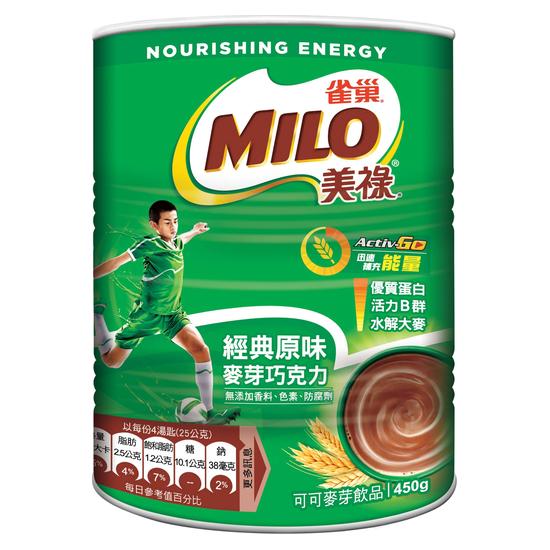 NOURISHING ENERGY
雀巢®
MILO
美祿®
Activ-GO
迅速
補充能量
優質蛋白
活力B群
水解大麥
經典原味
麥芽巧克力
無添加香料、色素、防腐劑
以每份4湯匙(25公克)
脂肪 飽和脂肪 糖 鈉
2.5公克 1.2公克 10.1公克 38毫克
4% 7% – 2%
每日參考值百分比
更多訊息
可可麥芽飲品 450g